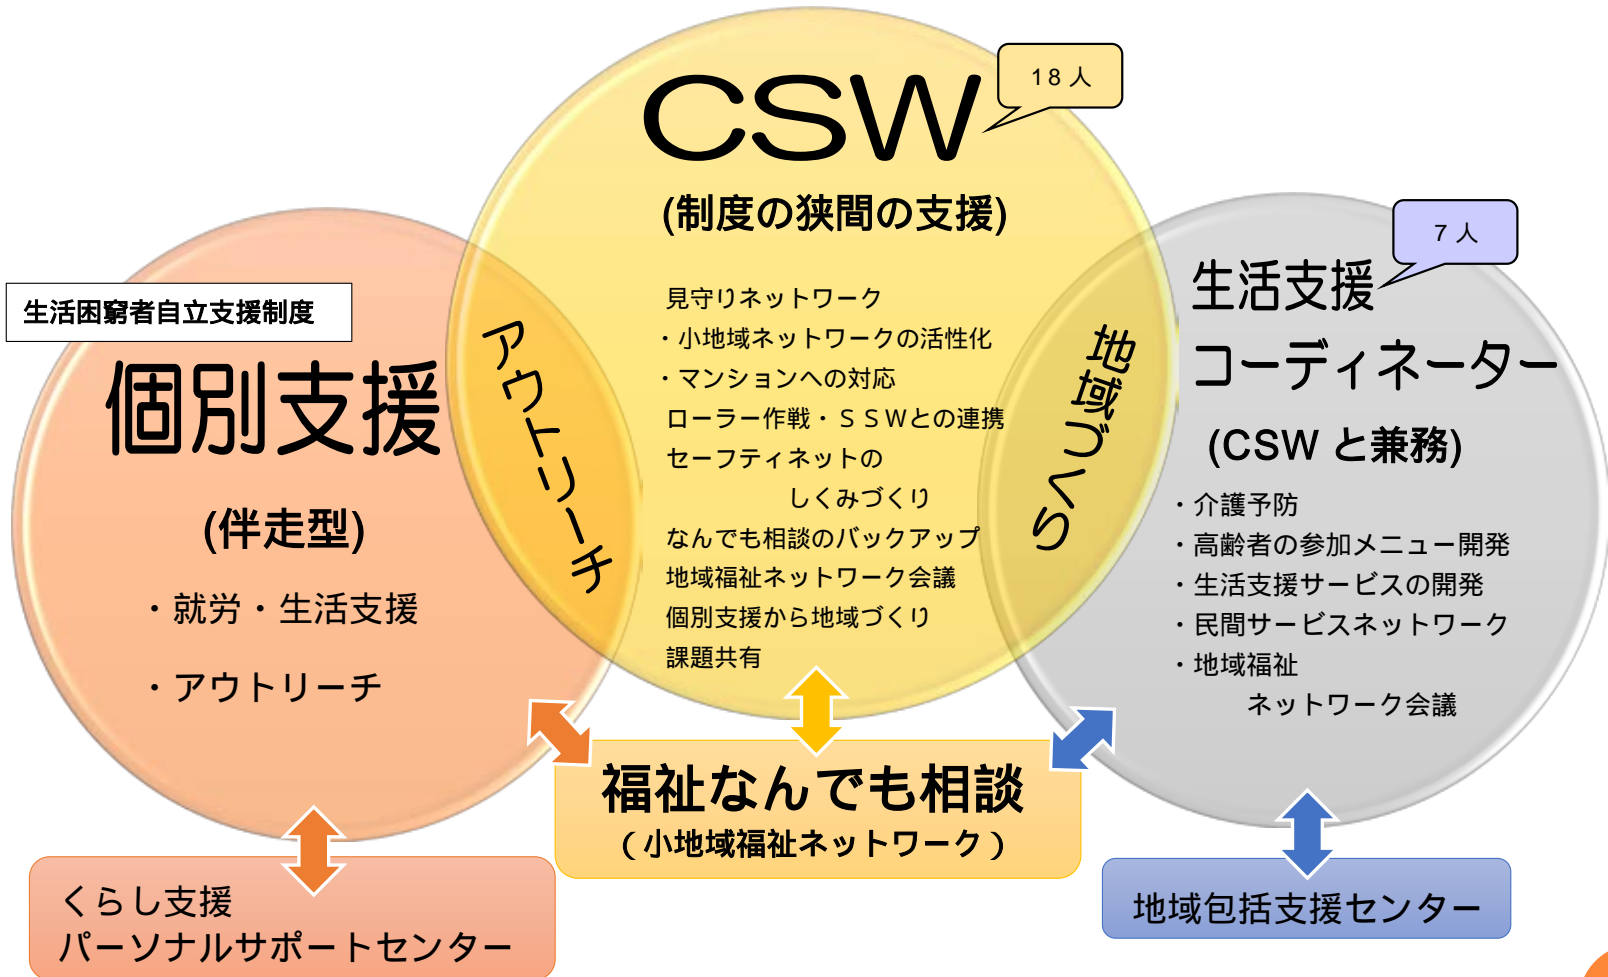 CSW
18人
(制度の狭間の支援)
見守りネットワーク
・小地域ネットワークの活性化
・マンションへの対応
ローラー作戦・ＳＳＷとの連携
セーフティネットの
しくみづくり
なんでも相談のバックアップ
地域福祉ネットワーク会議
個別支援から地域づくり
課題共有
生活困窮者自立支援制度
個別支援
(伴走型)
・就労・生活支援
・アウトリーチ
アウトリーチ
地域づくり
7人
生活支援
コーディネーター
(CSWと兼務)
・介護予防
・高齢者の参加メニュー開発
・生活支援サービスの開発
・民間サービスネットワーク
・地域福祉
ネットワーク会議
福祉なんでも相談
（小地域福祉ネットワーク）
くらし支援
パーソナルサポートセンター
地域包括支援センター